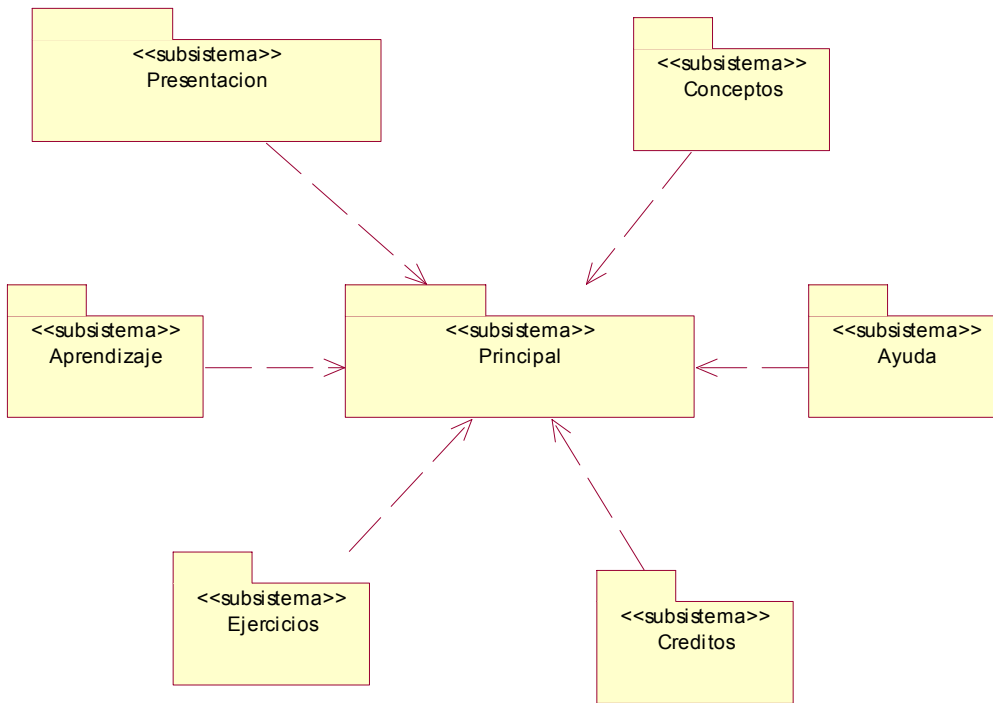 <<subsistema>>
Presentacion
<<subsistema>>
Conceptos
<<subsistema>>
Aprendizaje
<<subsistema>>
Principal
<<subsistema>>
Ayuda
<<subsistema>>
Ejercicios
<<subsistema>>
Creditos